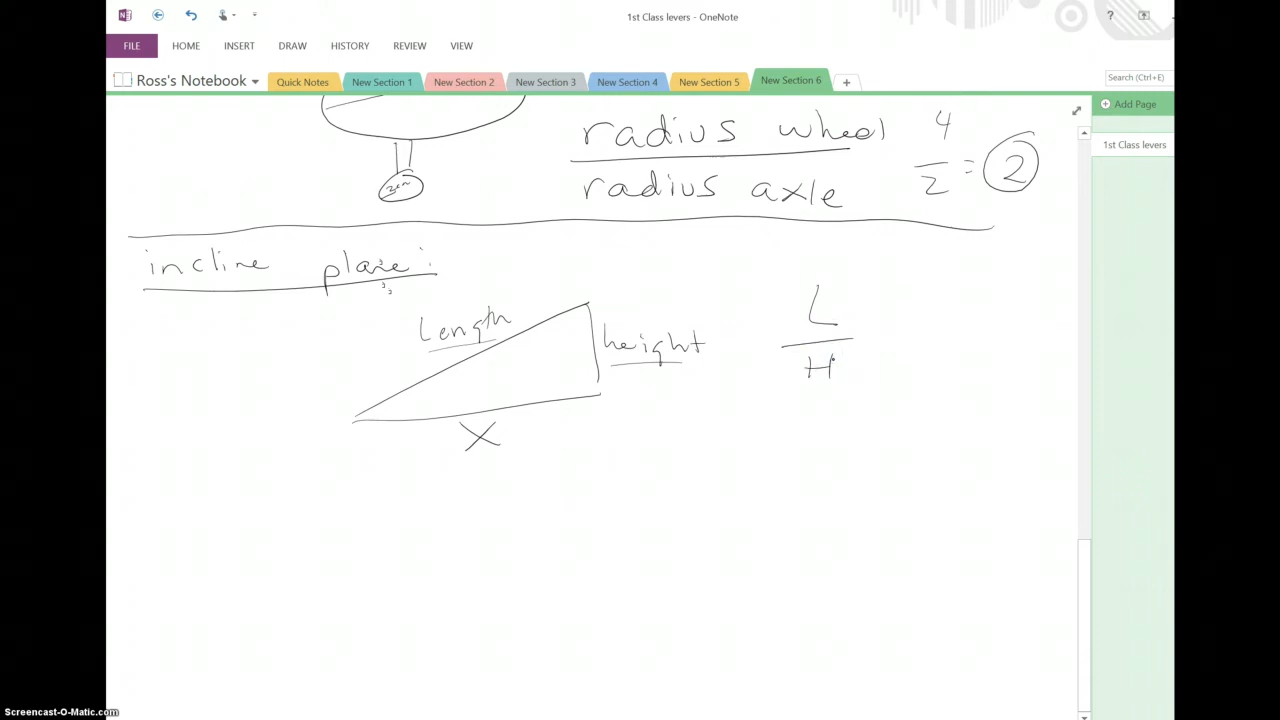 1st Class levers - OneNote
?
FILE HOME INSERT DRAW HISTORY REVIEW VIEW
Ross's Notebook Quick Notes New Section 1 New Section 2 New Section 3 New Section 4 New Section 5 New Section 6 + Search (Ctrl+E)
Add Page
1st Class levers
radius wheel
radius axle
4
2
= 2
incline plane:
Length
height
X
L
H
Screencast-O-Matic.com